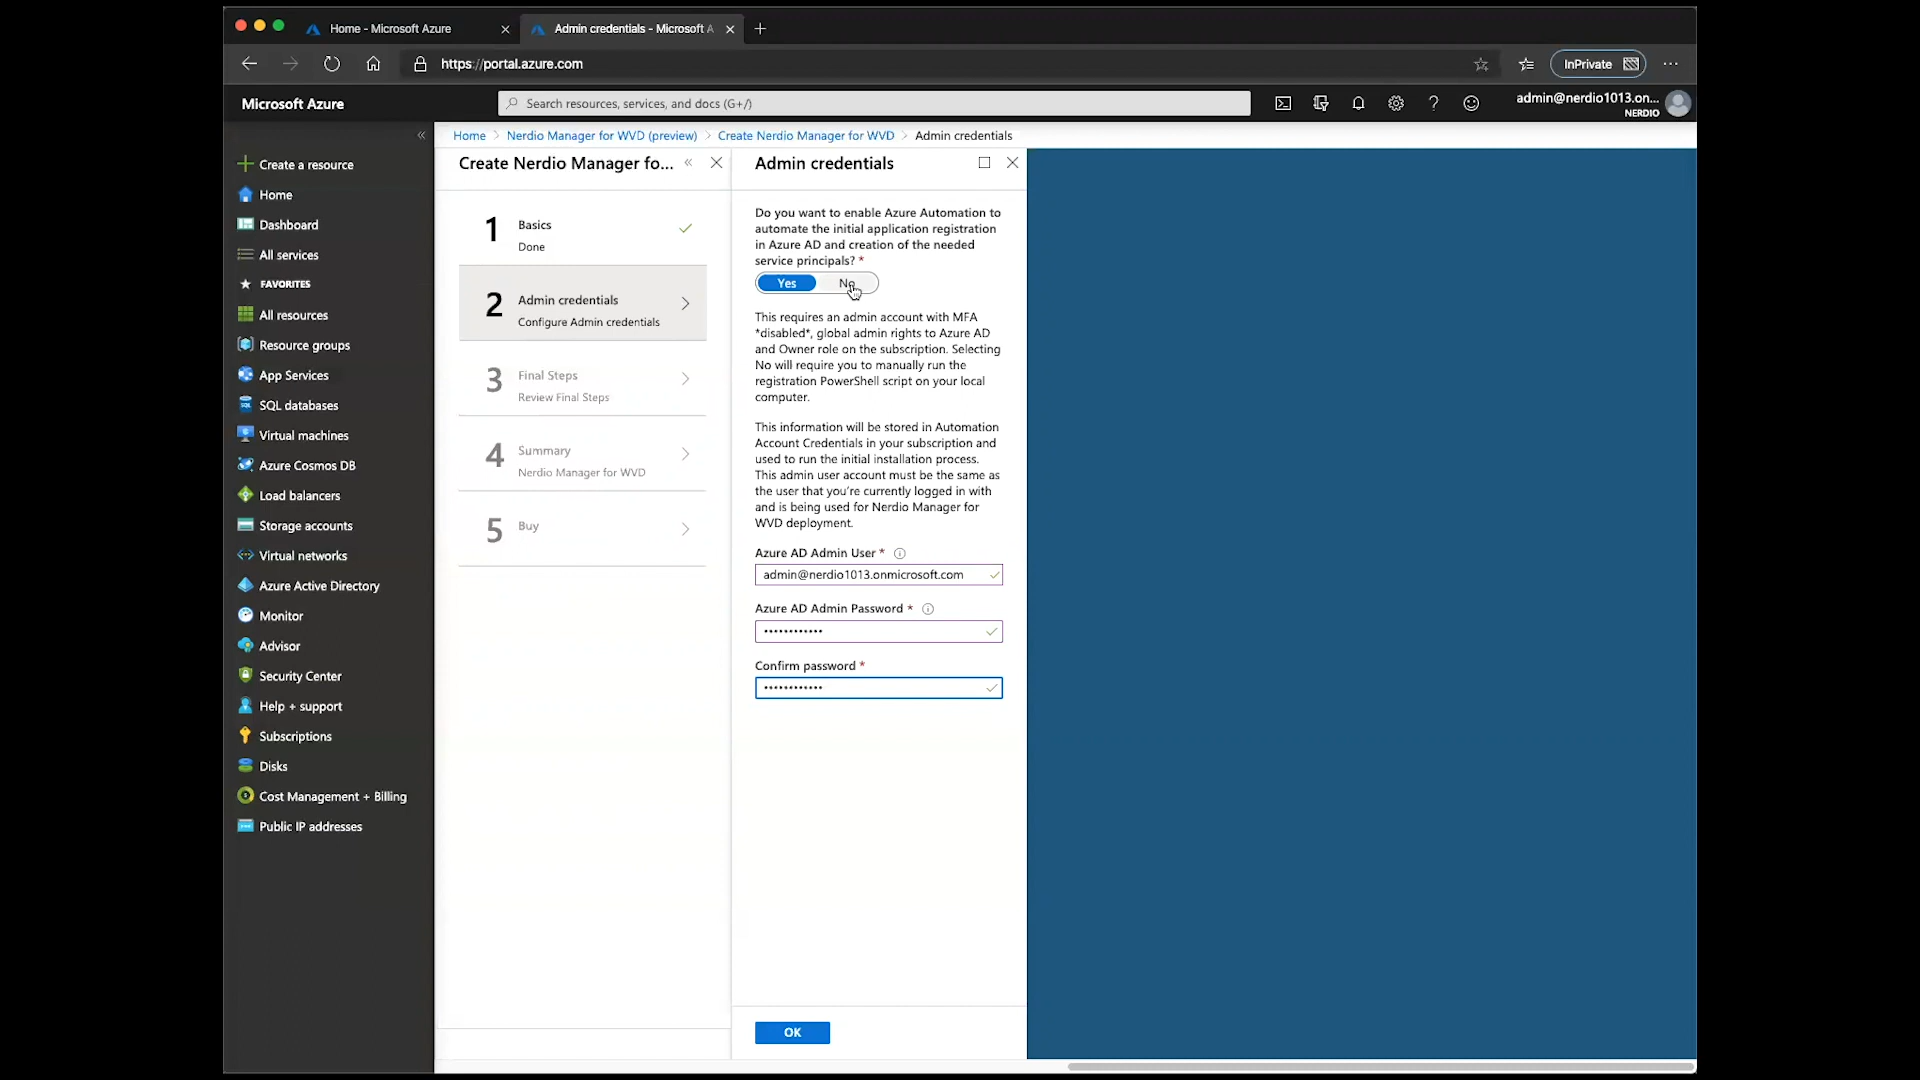 Home - Microsoft Azure
Admin credentials - Microsoft A
https://portal.azure.com
InPrivate
Microsoft Azure
Search resources, services, and docs (G+/)
admin@nerdio1013.on...
NERDIO
Home > Nerdio Manager for WVD (preview) > Create Nerdio Manager for WVD > Admin credentials
Create a resource
Home
Dashboard
All services
FAVORITES
All resources
Resource groups
App Services
SQL databases
Virtual machines
Azure Cosmos DB
Load balancers
Storage accounts
Virtual networks
Azure Active Directory
Monitor
Advisor
Security Center
Help + support
Subscriptions
Disks
Cost Management + Billing
Public IP addresses
Create Nerdio Manager fo...
1 Basics
Done
2 Admin credentials
Configure Admin credentials
3 Final Steps
Review Final Steps
4 Summary
Nerdio Manager for WVD
5 Buy
Admin credentials
Do you want to enable Azure Automation to
automate the initial application registration
in Azure AD and creation of the needed
service principals? *
Yes No
This requires an admin account with MFA
*disabled*, global admin rights to Azure AD
and Owner role on the subscription. Selecting
No will require you to manually run the
registration PowerShell script on your local
computer.
This information will be stored in Automation
Account Credentials in your subscription and
used to run the initial installation process.
This admin user account must be the same as
the user that you're currently logged in with
and is being used for Nerdio Manager for
WVD deployment.
Azure AD Admin User *
admin@nerdio1013.onmicrosoft.com
Azure AD Admin Password *
••••••••••••
Confirm password *
••••••••••••
OK